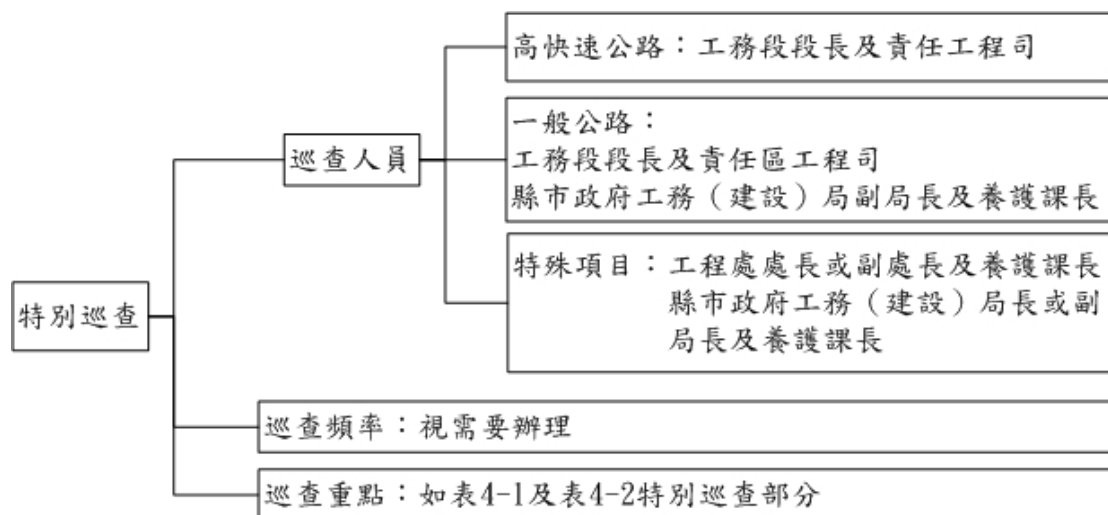 高快速公路：工務段段長及責任工程司
一般公路：
工務段段長及責任區工程司
縣市政府工務（建設）局副局長及養護課長
巡查人員
特殊項目：工程處處長或副處長及養護課長
縣市政府工務（建設）局長或副
局長及養護課長
特別巡查
巡查頻率：視需要辦理
巡查重點：如表4-1及表4-2特別巡查部分